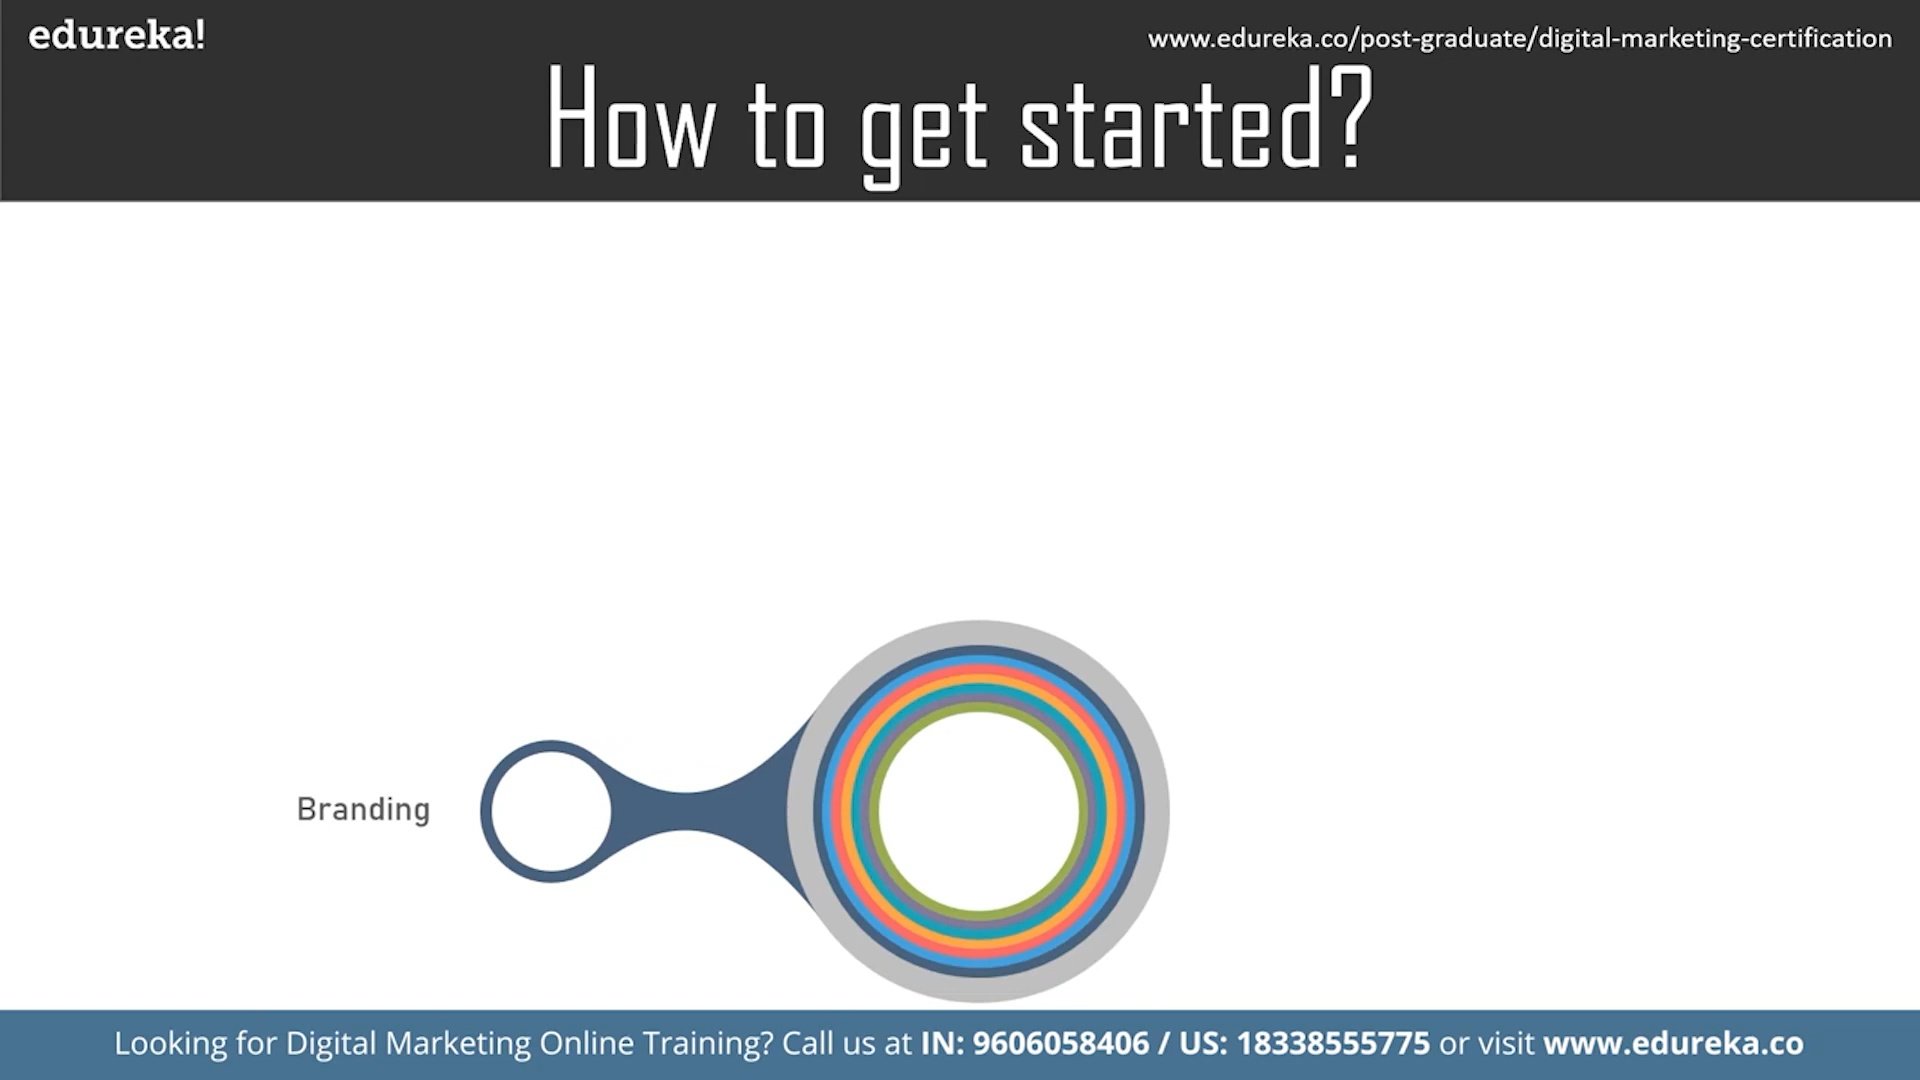 edureka!
www.edureka.co/post-graduate/digital-marketing-certification
How to get started?
Branding
Looking for Digital Marketing Online Training? Call us at IN: 9606058406 / US: 18338555775 or visit www.edureka.co